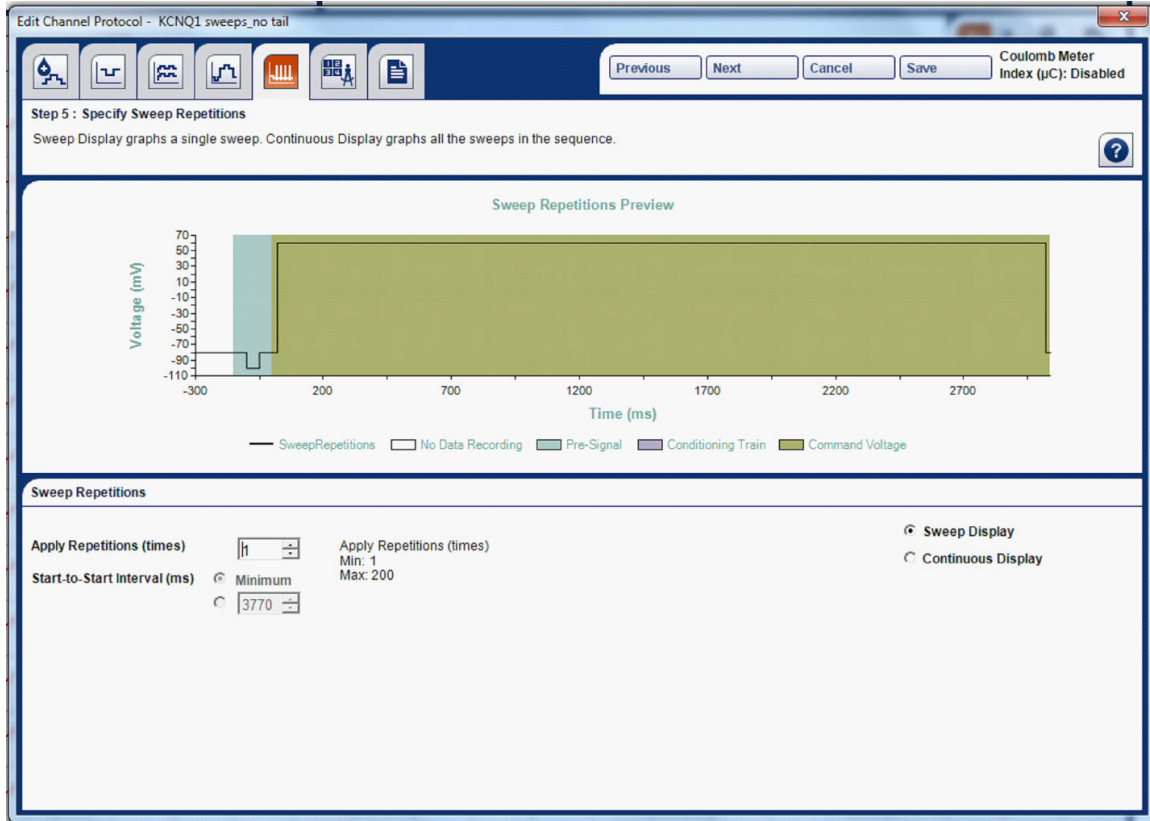 Edit Channel Protocol - KCNQ1 sweeps_no tail
Previous Next Cancel Save
Coulomb Meter
Index (µC): Disabled
Step 5 : Specify Sweep Repetitions
Sweep Display graphs a single sweep. Continuous Display graphs all the sweeps in the sequence.
Sweep Repetitions Preview
Voltage (mV)
70
50
30
10
-10
-30
-50
-70
-90
-110
-300 200 700 1200 1700 2200 2700
Time (ms)
SweepRepetitions No Data Recording Pre-Signal Conditioning Train Command Voltage
Sweep Repetitions
Apply Repetitions (times) 1
Apply Repetitions (times)
Min: 1
Max: 200
Start-to-Start Interval (ms) Minimum
3770
Sweep Display
Continuous Display